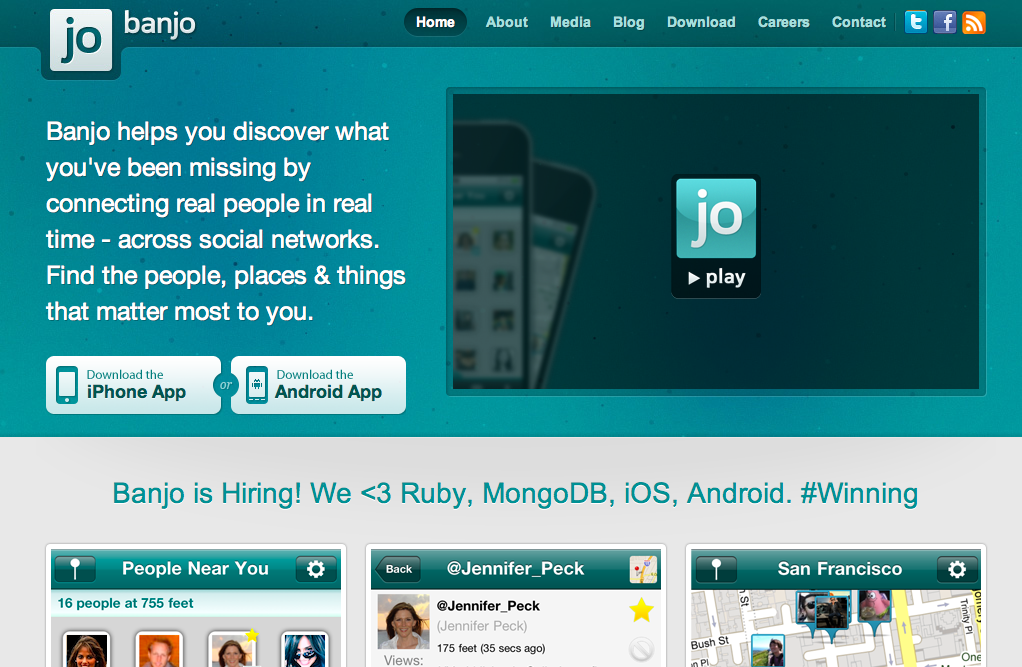 jo banjo
Home About Media Blog Download Careers Contact
Banjo helps you discover what
you've been missing by
connecting real people in real
time - across social networks.
Find the people, places & things
that matter most to you.
jo
play
Download the
iPhone App
or
Download the
Android App
Banjo is Hiring! We <3 Ruby, MongoDB, iOS, Android. #Winning
People Near You
16 people at 755 feet
Back
@Jennifer_Peck
@Jennifer_Peck
(Jennifer Peck)
175 feet (35 secs ago)
Views:
San Francisco
Bush St
Trinity Pl